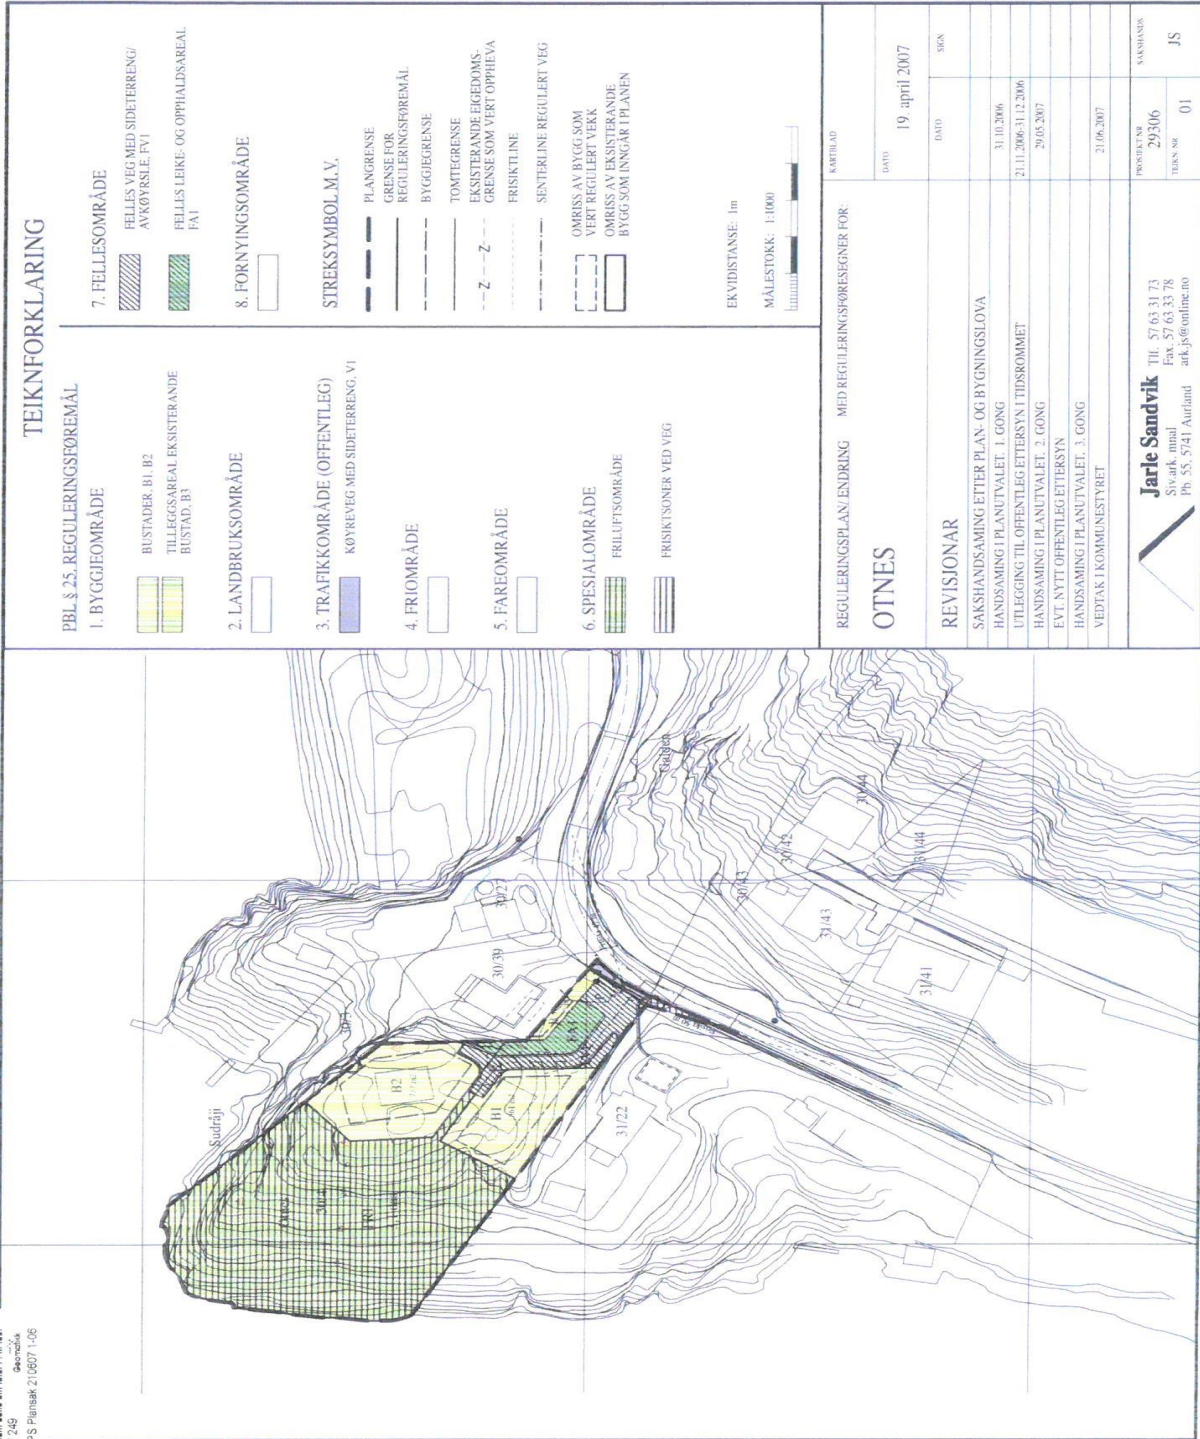 TEIKNFORKLARING
PBL § 25, REGULERINGSFØREMÅL
1. BYGGJEOMRÅDE
BUSTADER, B1, B2
TILLEGGSAREAL EKSISTERANDE
BUSTAD, B3
2. LANDBRUKSOMRÅDE
3. TRAFIKKOMRÅDE (OFFENTLEG)
KØYREVEG MED SIDETERRENG, V1
4. FRIOMRÅDE
5. FAREOMRÅDE
6. SPESIALOMRÅDE
FRILUFTSOMRÅDE
FRISIKTSONER VED VEG
7. FELLESOMRÅDE
FELLES VEG MED SIDETERRENG/
AVKØYRSLE, FV1
FELLES LEIKE- OG OPPHALDSAREAL
FA1
8. FORNYINGSOMRÅDE
STREKSYMBOL M.V.
PLANGRENSE
GRENSE FOR
REGULERINGSFØREMÅL
BYGGJEGRENSE
TOMTEGRENSE
EKSISTERANDE EIGEDOMS-
GRENSE SOM VERT OPPHEVA
FRISIKTLINE
SENTERLINE REGULERT VEG
OMRISS AV BYGG SOM
VERT REGULERT VEKK
OMRISS AV EKSISTERANDE
BYGG SOM INNGÅR I PLANEN
EKVIDISTANSE: 1m
MÅLESTOKK: 1:1000
REGULERINGSPLAN/ ENDRING MED REGULERINGSFØRESEGNER FOR:
OTNES
KARTBLAD
DATO
19. april 2007
REVISJONAR
DATO SIGN
SAKSHANDSAMING ETTER PLAN- OG BYGNINGSLOVA
HANDSAMING I PLANUTVALET, 1. GONG 31.10.2006
UTLEGGING TIL OFFENTLEG ETTERSYN I TIDSROMMET 21.11.2006-31.12.2006
HANDSAMING I PLANUTVALET, 2. GONG 29.05.2007
EVT. NYTT OFFENTLEG ETTERSYN
HANDSAMING I PLANUTVALET, 3. GONG
VEDTAK I KOMMUNESTYRET 21.06.2007
Jarle Sandvik
Siv.ark. mnal
Pb. 55, 5741 Aurland
Tlf. 57 63 31 73
Fax. 57 63 33 78
ark.js@online.no
PROSJEKT NR
29306
SAKSHANDS
JS
TEIKN. NR
01
Sudråji
30/39
30/27
B2
B1
31/22
30/42
30/43
30/44
31/43
31/44
31/41
249
Geomatikk
PS Plansak 210607 1-06